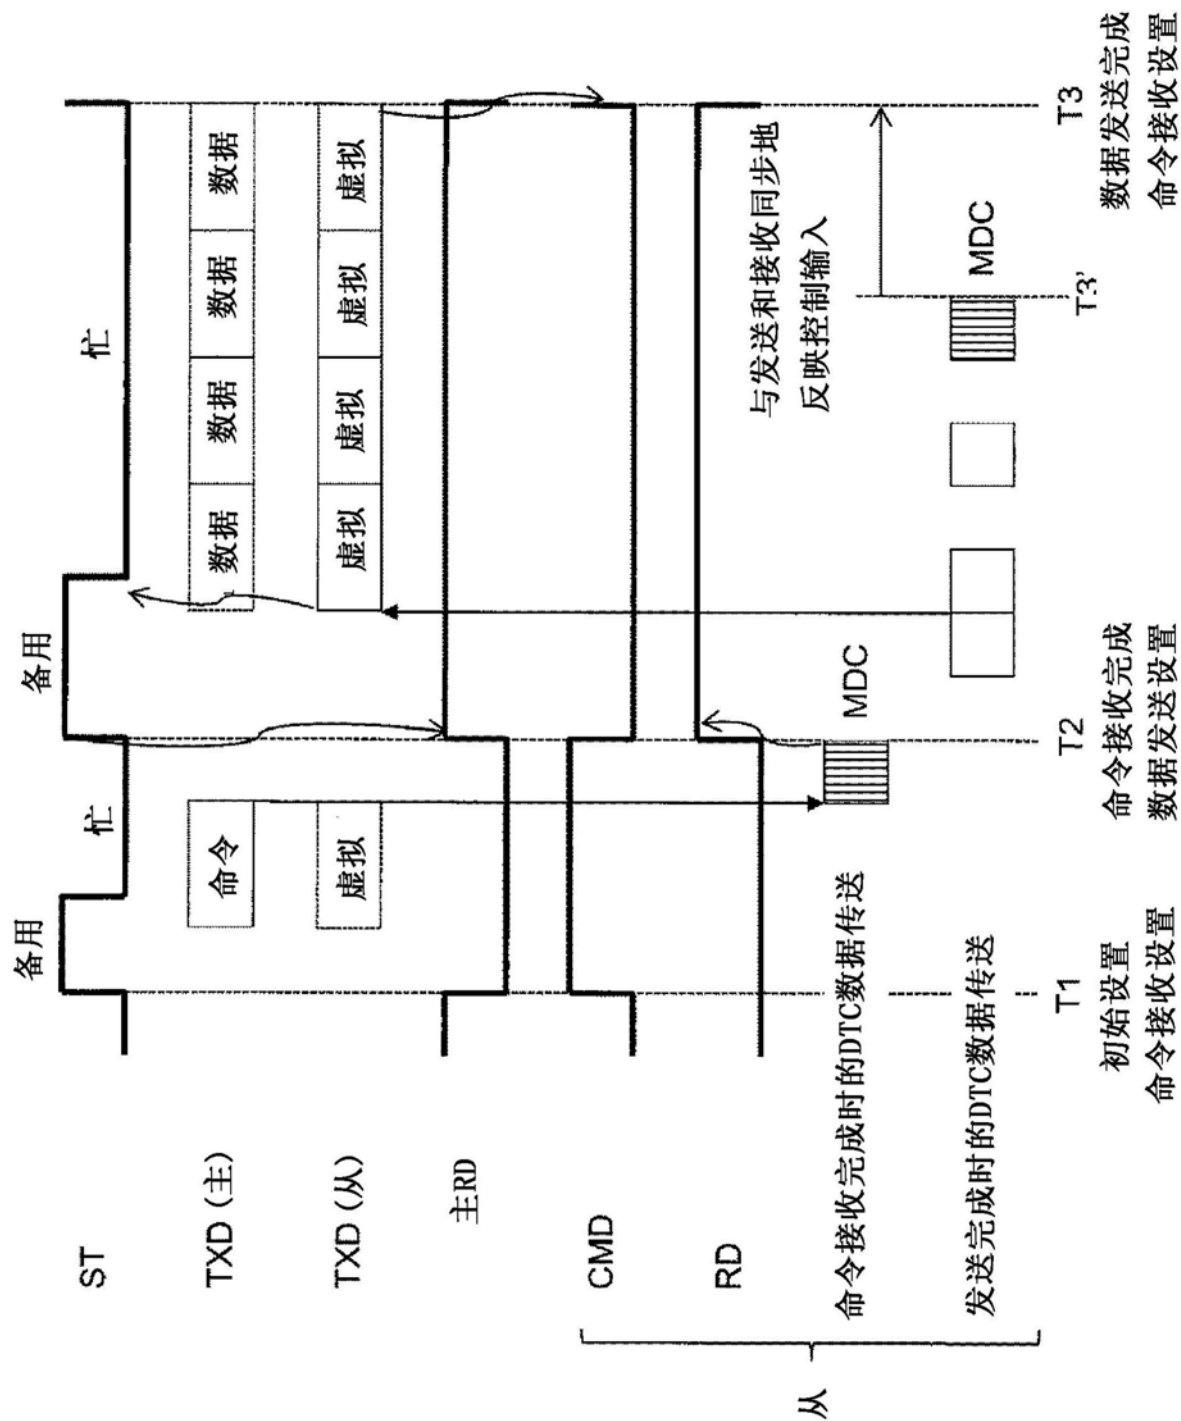 ST
备用
忙
备用
忙
TXD (主)
命令
数据
数据
数据
数据
TXD (从)
虚拟
虚拟
虚拟
虚拟
虚拟
主RD
从
CMD
RD
与发送和接收同步地
反映控制输入
命令接收完成时的DTC数据传送
MDC
发送完成时的DTC数据传送
MDC
T1
初始设置
命令接收设置
T2
命令接收完成
数据发送设置
T3'
T3
数据发送完成
命令接收设置